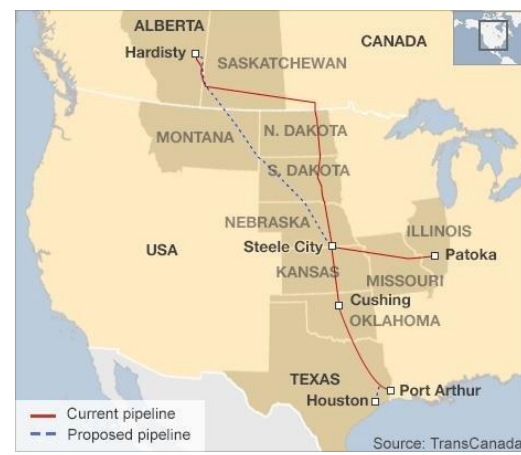 ALBERTA
Hardisty
CANADA
SASKATCHEWAN
MONTANA
N. DAKOTA
S. DAKOTA
NEBRASKA
ILLINOIS
USA
Steele City
Patoka
KANSAS
MISSOURI
Cushing
OKLAHOMA
TEXAS
Port Arthur
Houston
Current pipeline
Proposed pipeline
Source: TransCanada